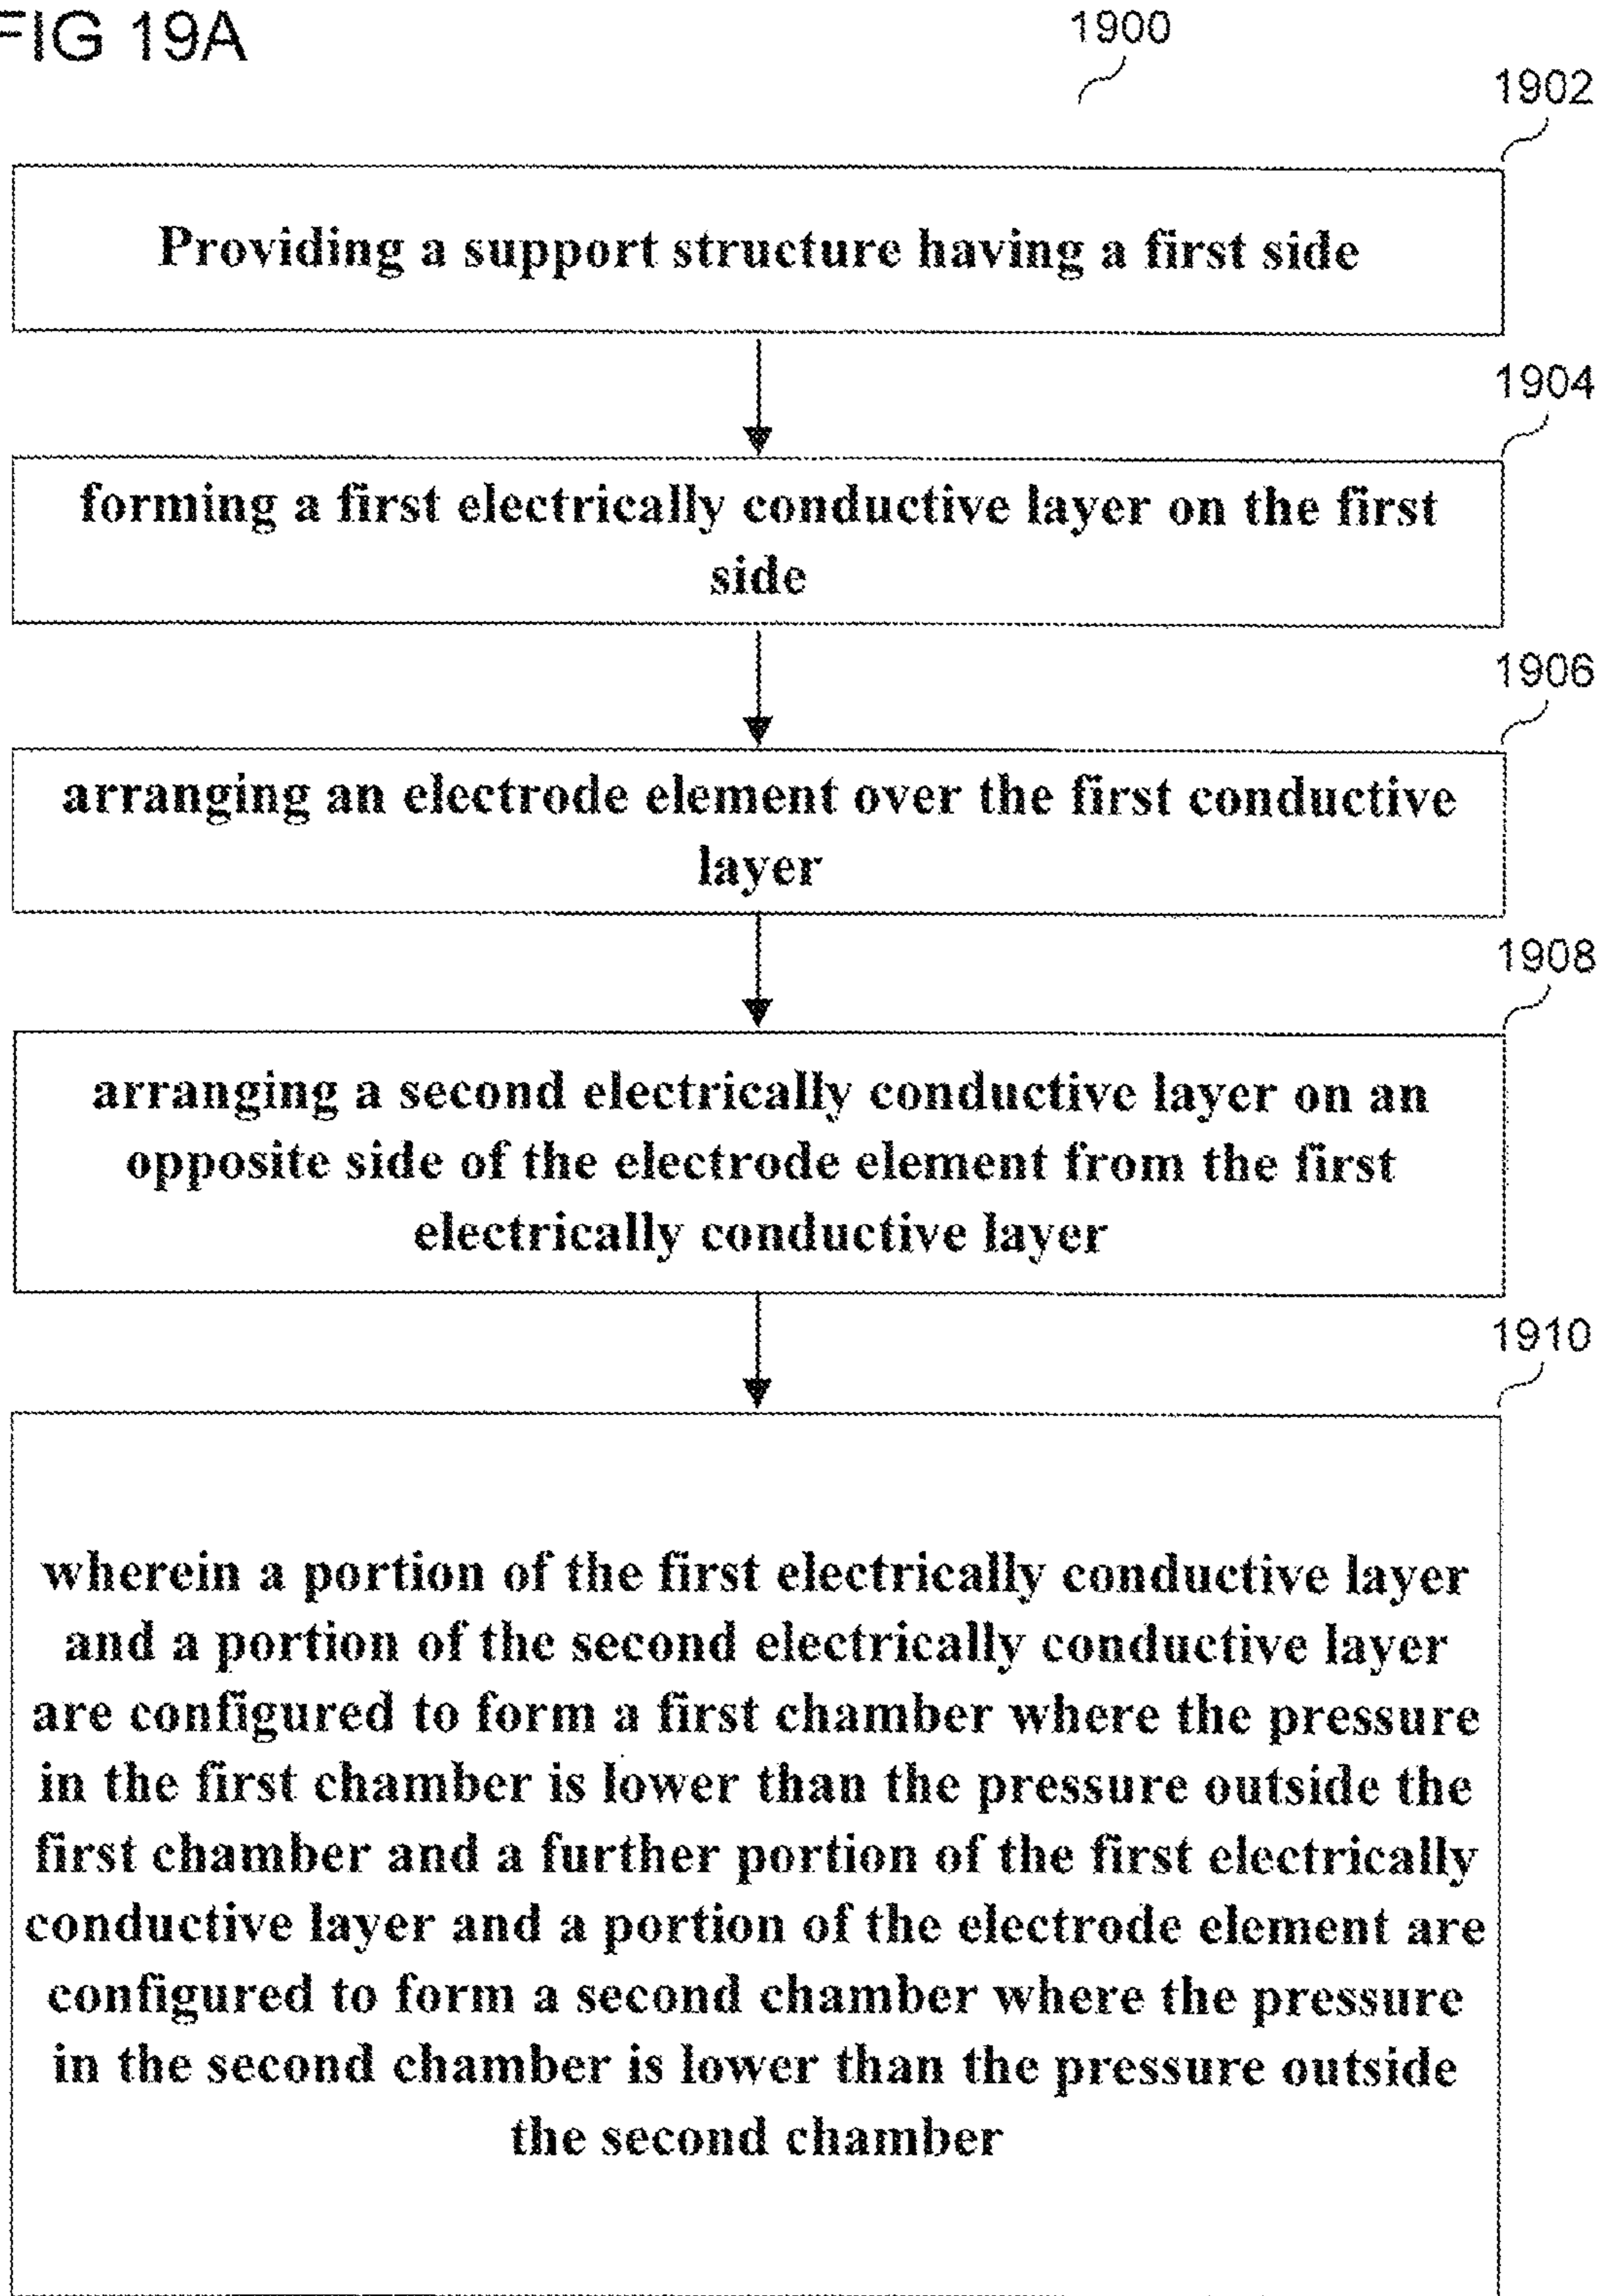 FIG 19A
1900
1902
Providing a support structure having a first side
1904
forming a first electrically conductive layer on the first
side
1906
arranging an electrode element over the first conductive
layer
1908
arranging a second electrically conductive layer on an
opposite side of the electrode element from the first
electrically conductive layer
1910
wherein a portion of the first electrically conductive layer
and a portion of the second electrically conductive layer
are configured to form a first chamber where the pressure
in the first chamber is lower than the pressure outside the
first chamber and a further portion of the first electrically
conductive layer and a portion of the electrode element are
configured to form a second chamber where the pressure
in the second chamber is lower than the pressure outside
the second chamber